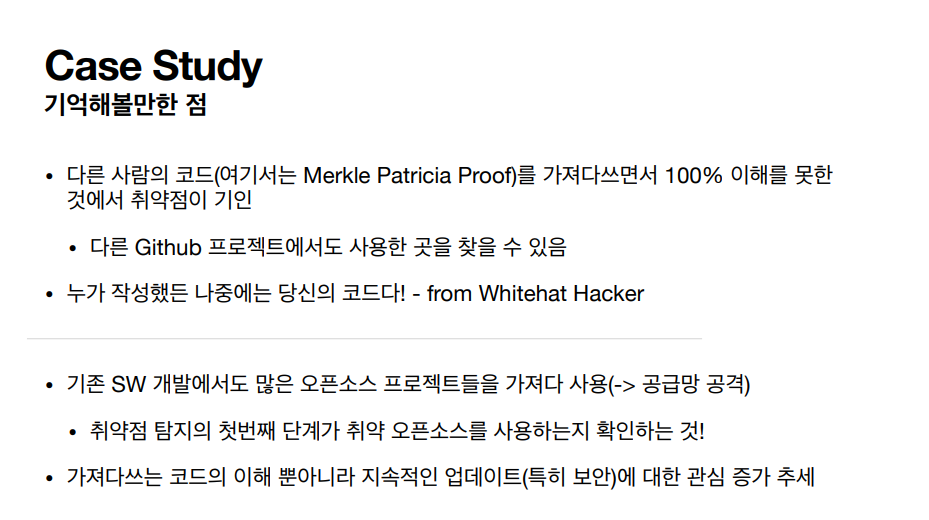 Case Study
기억해볼만한 점
• 다른 사람의 코드(여기서는 Merkle Patricia Proof)를 가져다쓰면서 100% 이해를 못한
것에서 취약점이 기인
• 다른 Github 프로젝트에서도 사용한 곳을 찾을 수 있음
• 누가 작성했든 나중에는 당신의 코드다! - from Whitehat Hacker
• 기존 SW 개발에서도 많은 오픈소스 프로젝트들을 가져다 사용(-> 공급망 공격)
• 취약점 탐지의 첫번째 단계가 취약 오픈소스를 사용하는지 확인하는 것!
• 가져다쓰는 코드의 이해 뿐아니라 지속적인 업데이트(특히 보안)에 대한 관심 증가 추세